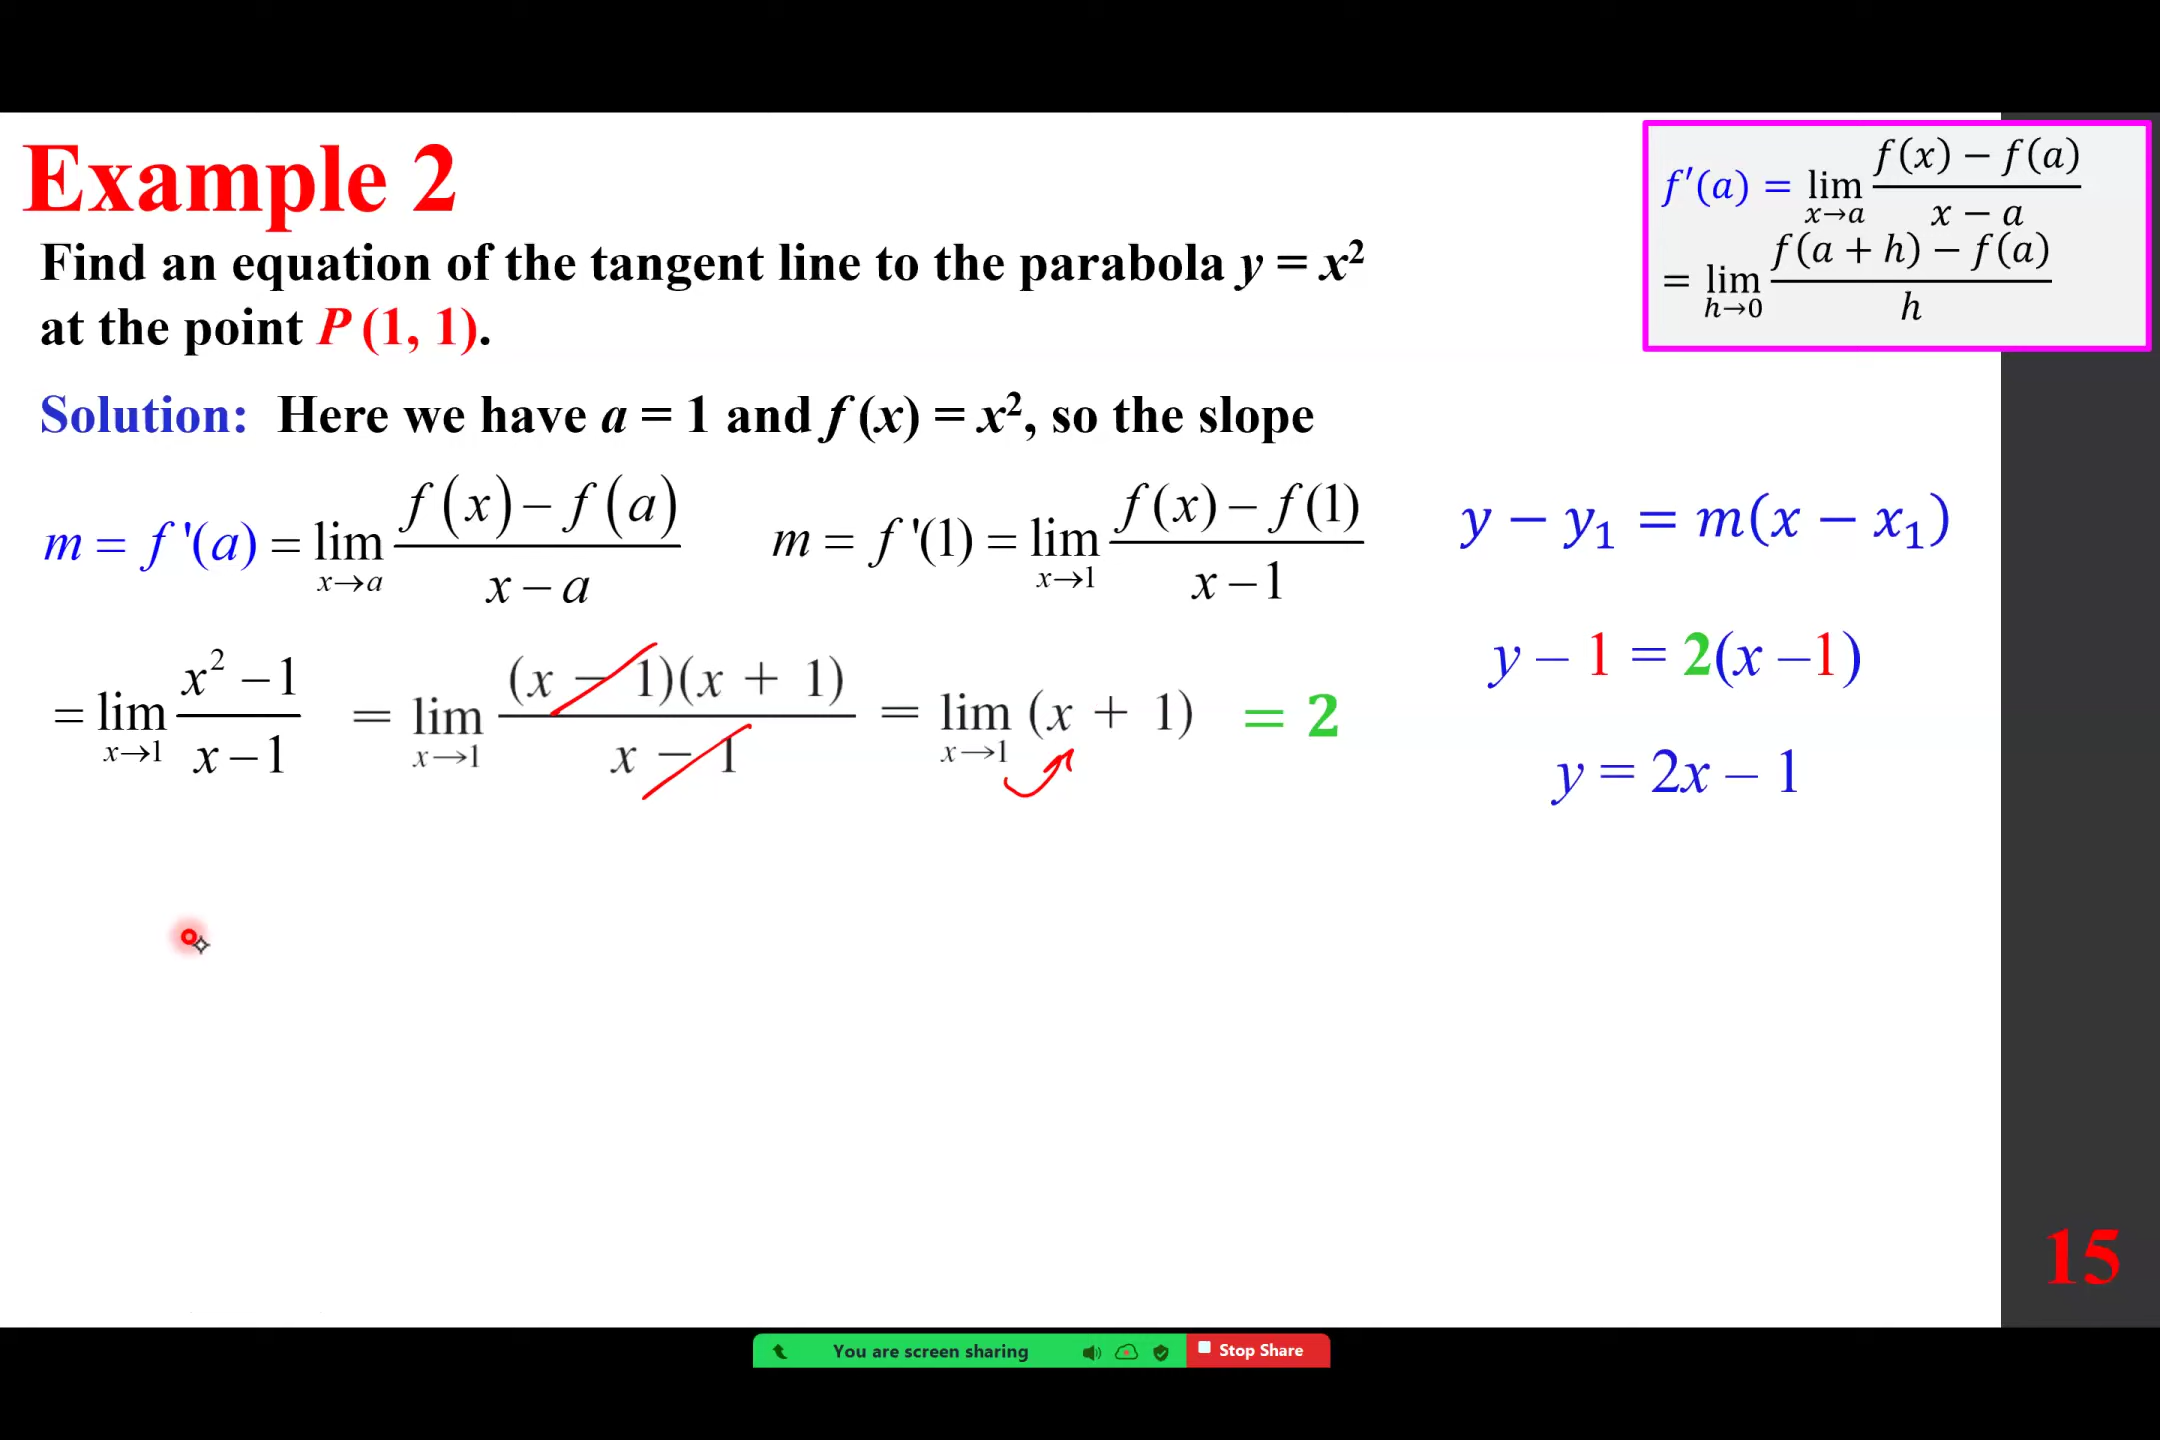 Example 2
f′(a) = lim x→a f(x) − f(a) / x − a
= lim h→0 f(a + h) − f(a) / h
Find an equation of the tangent line to the parabola y = x²
at the point P (1, 1).
Solution: Here we have a = 1 and f (x) = x², so the slope
m = f '(a) = lim x→a f(x) − f(a) / x − a
m = f '(1) = lim x→1 f(x) − f(1) / x − 1
y − y₁ = m(x − x₁)
= lim x→1 x² − 1 / x − 1 = lim x→1 (x − 1)(x + 1) / x − 1 = lim x→1 (x + 1) = 2
y – 1 = 2(x –1)
y = 2x – 1
15
You are screen sharing
Stop Share